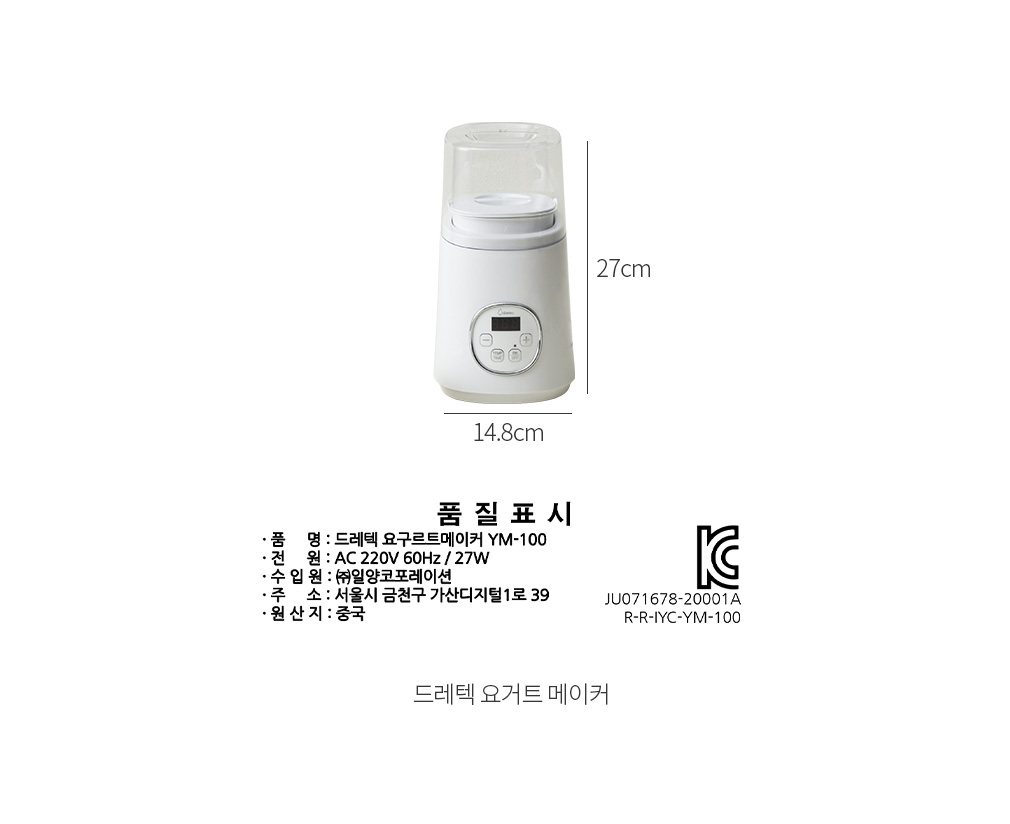 27cm
14.8cm
품 질 표 시
· 품 명 : 드레텍 요구르트메이커 YM-100
· 전 원 : AC 220V 60Hz / 27W
· 수 입 원 : ㈜일양코포레이션
· 주 소 : 서울시 금천구 가산디지털1로 39
· 원 산 지 : 중국
JU071678-20001A
R-R-IYC-YM-100
드레텍 요거트 메이커